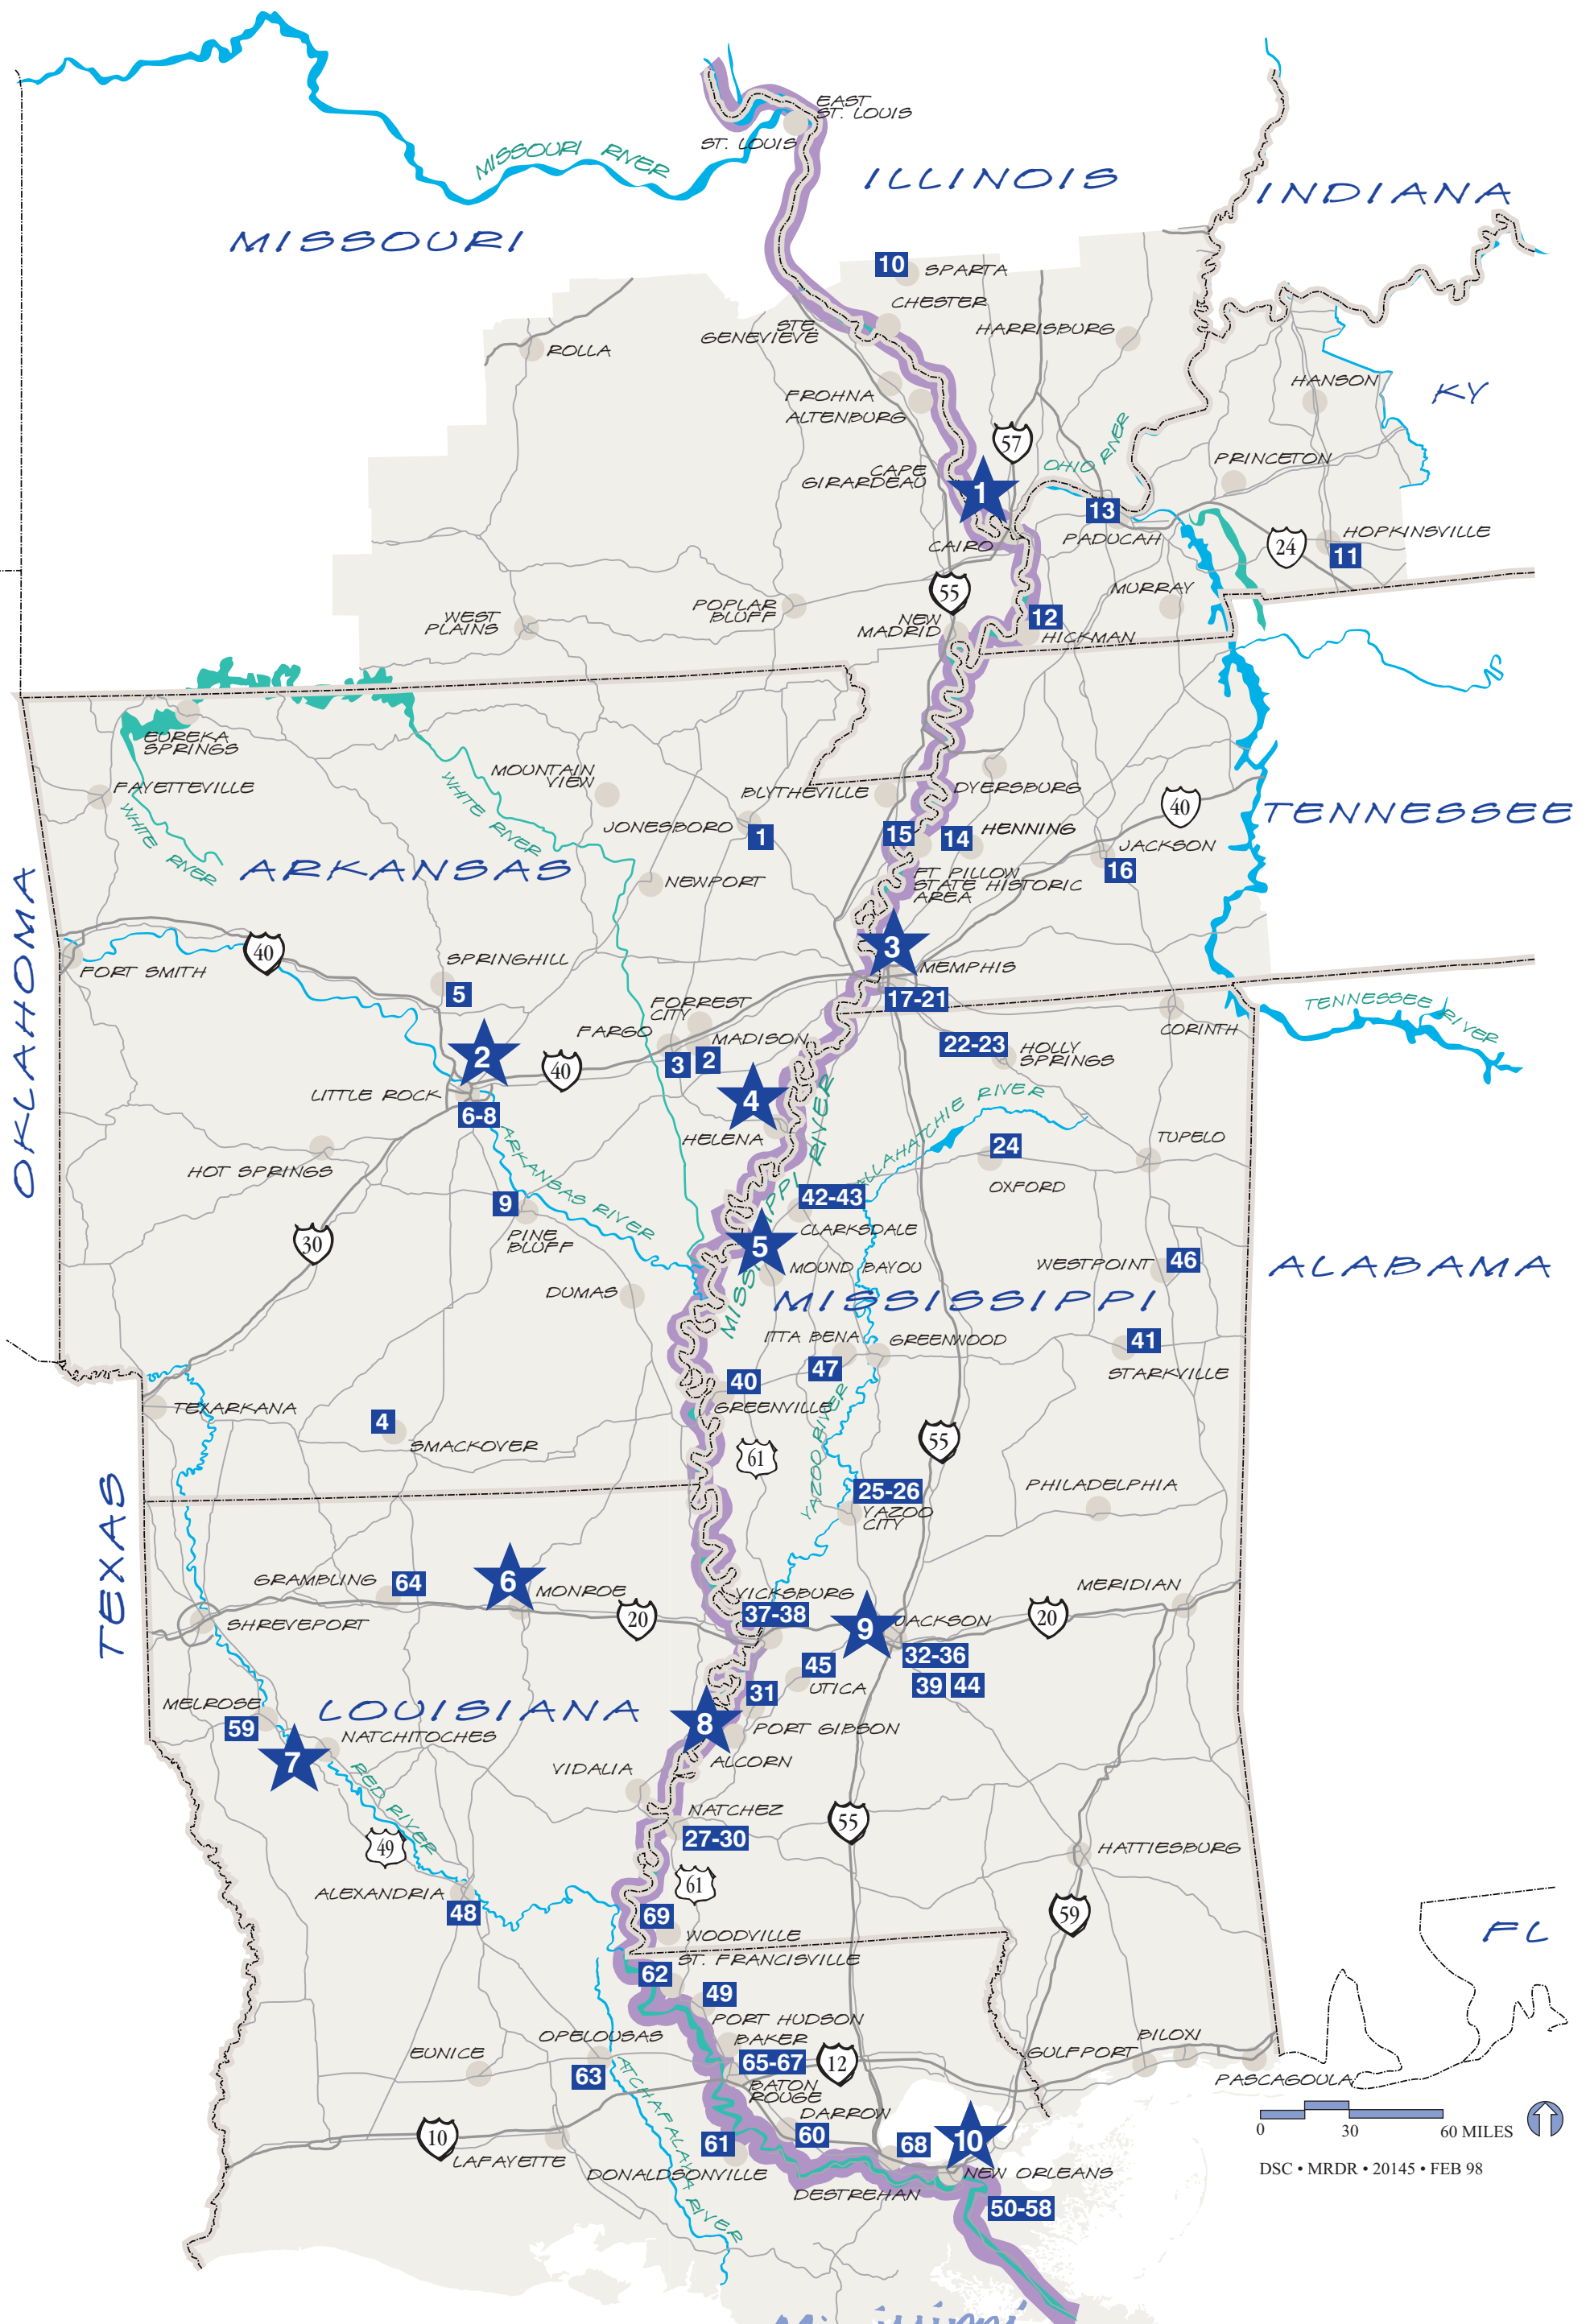 EAST
ST. LOUIS
ST. LOUIS
MISSOURI RIVER
ILLINOIS
INDIANA
MISSOURI
10
SPARTA
CHESTER
STE.
GENEVIEVE
HARRISBURG
ROLLA
HANSON
KY
FROHNA
ALTENBURG
57
OHIO RIVER
PRINCETON
CAPE
GIRARDEAU
1
13
HOPKINSVILLE
CAIRO
PADUCAH
24
11
55
MURRAY
POPLAR
BLUFF
WEST
PLAINS
NEW
MADRID
12
HICKMAN
EUREKA
SPRINGS
MOUNTAIN
VIEW
FAYETTEVILLE
WHITE RIVER
WHITE RIVER
BLYTHEVILLE
DYERSBURG
40
TENNESSEE
JONESBORO
1
15
14
HENNING
JACKSON
16
ARKANSAS
NEWPORT
FT PILLOW
STATE HISTORIC
AREA
OKLAHOMA
40
FORT SMITH
SPRINGHILL
5
3
MEMPHIS
17-21
FORREST
CITY
FARGO
MADISON
TENNESSEE RIVER
CORINTH
22-23
HOLLY
SPRINGS
2
40
3
2
LITTLE ROCK
6-8
4
HELENA
ARKANSAS RIVER
TALLAHATCHIE RIVER
24
TUPELO
HOT SPRINGS
OXFORD
9
PINE
BLUFF
42-43
CLARKSDALE
30
5
MOUND BAYOU
MISSISSIPPI RIVER
WESTPOINT
46
ALABAMA
DUMAS
MISSISSIPPI
ITTA BENA
GREENWOOD
41
STARKVILLE
40
47
GREENVILLE
TEXARKANA
4
SMACKOVER
YAZOO RIVER
55
61
PHILADELPHIA
25-26
YAZOO
CITY
TEXAS
GRAMBLING
64
6
MONROE
VICKSBURG
MERIDIAN
SHREVEPORT
20
37-38
9
JACKSON
20
32-36
45
UTICA
39
44
MELROSE
59
LOUISIANA
31
8
PORT GIBSON
7
NATCHITOCHES
ALCORN
VIDALIA
RED RIVER
NATCHEZ
27-30
55
49
HATTIESBURG
61
ALEXANDRIA
48
69
59
WOODVILLE
FL
ST. FRANCISVILLE
62
49
PORT HUDSON
OPELOUSAS
BAKER
EUNICE
65-67
12
BILOXI
GULFPORT
63
PASCAGOULA
BATON
ROUGE
ATCHAFALAYA RIVER
DARROW
10
LAFAYETTE
61
60
68
10
DONALDSONVILLE
NEW ORLEANS
DESTREHAN
50-58
0 30 60 MILES
DSC • MRDR • 20145 • FEB 98